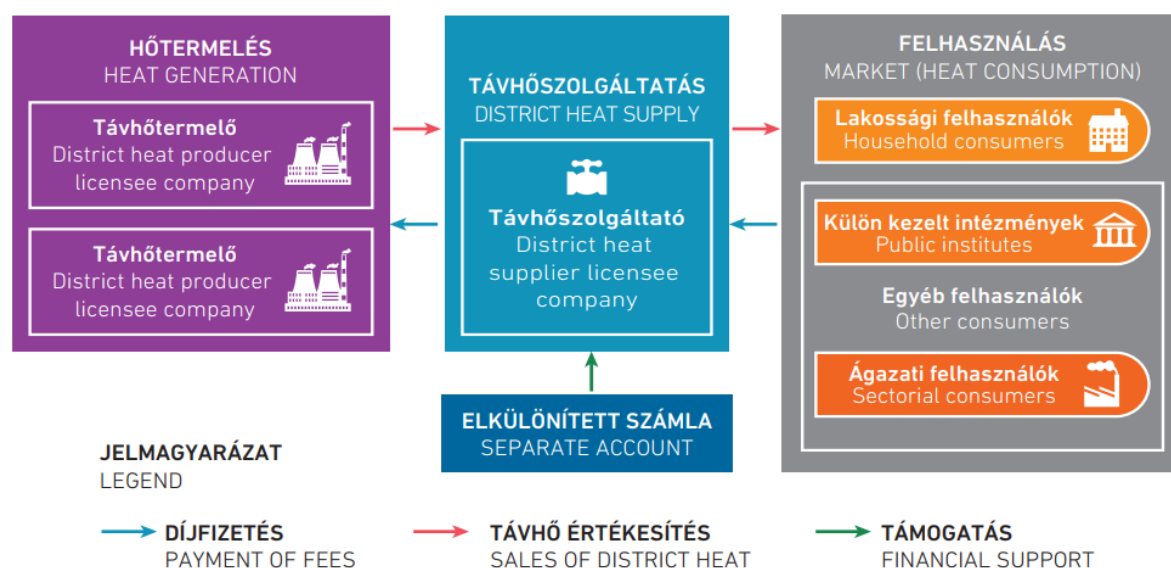 HŐTERMELÉS
HEAT GENERATION
Távhőtermelő
District heat producer
licensee company
Távhőtermelő
District heat producer
licensee company
TÁVHŐSZOLGÁLTATÁS
DISTRICT HEAT SUPPLY
Távhőszolgáltató
District heat
supplier licensee
company
FELHASZNÁLÁS
MARKET (HEAT CONSUMPTION)
Lakossági felhasználók
Household consumers
Külön kezelt intézmények
Public institutes
Egyéb felhasználók
Other consumers
Ágazati felhasználók
Sectorial consumers
ELKÜLÖNÍTETT SZÁMLA
SEPARATE ACCOUNT
JELMAGYARÁZAT
LEGEND
DÍJFIZETÉS
PAYMENT OF FEES
TÁVHŐ ÉRTÉKESÍTÉS
SALES OF DISTRICT HEAT
TÁMOGATÁS
FINANCIAL SUPPORT